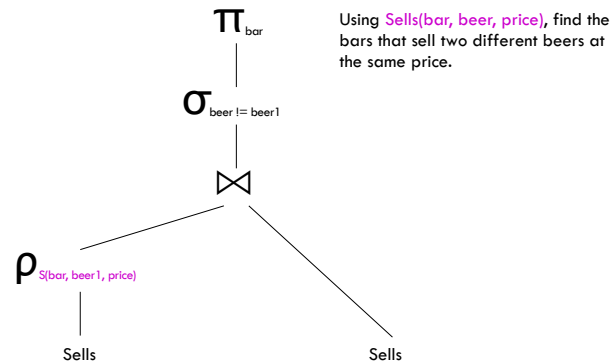 π bar
Using Sells(bar, beer, price), find the
bars that sell two different beers at
the same price.
σ beer != beer1
⋈
ρ S(bar, beer1, price)
Sells
Sells